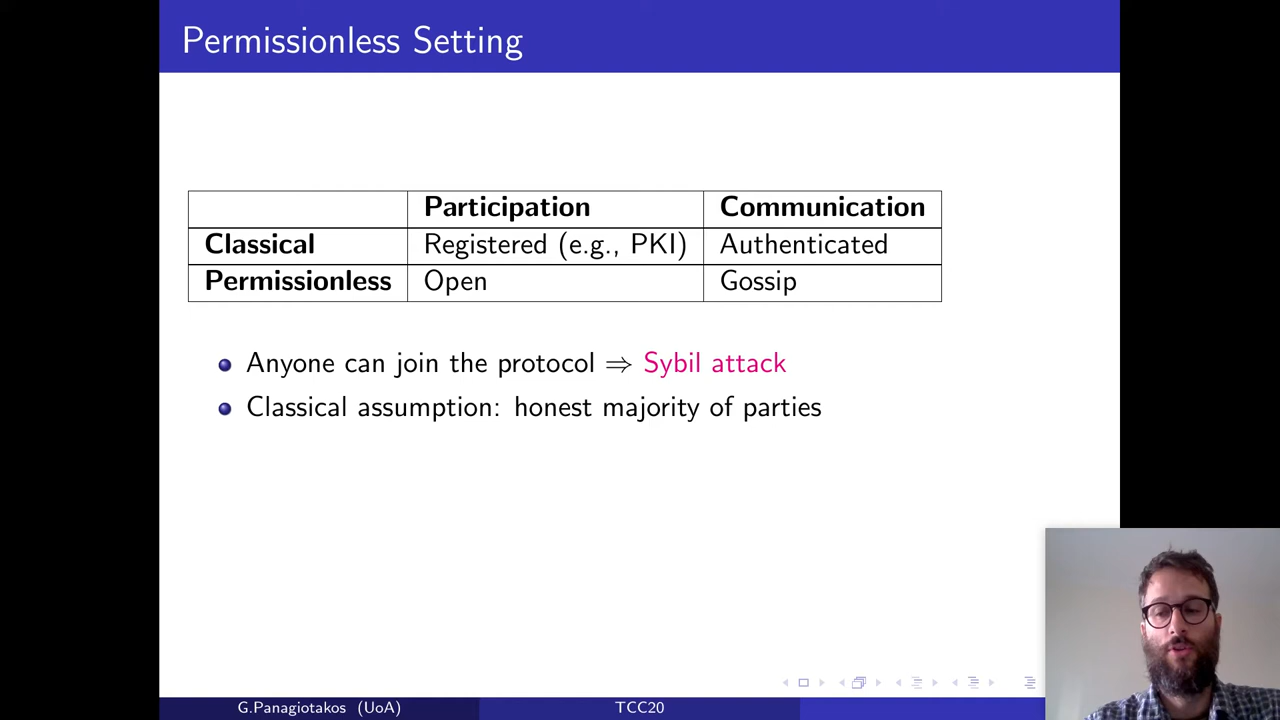 Permissionless Setting
Participation Communication
Classical Registered (e.g., PKI) Authenticated
Permissionless Open Gossip
Anyone can join the protocol ⇒ Sybil attack
Classical assumption: honest majority of parties
G.Panagiotakos (UoA) TCC20